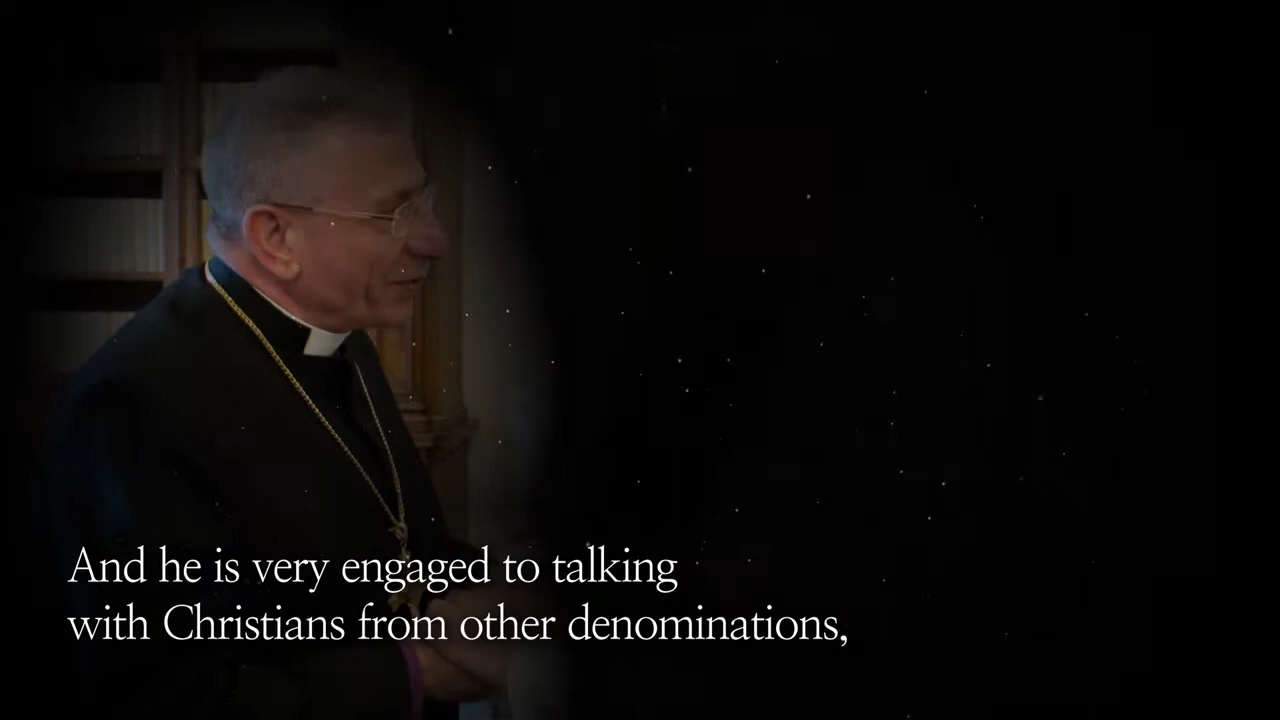 And he is very engaged to talking
with Christians from other denominations,